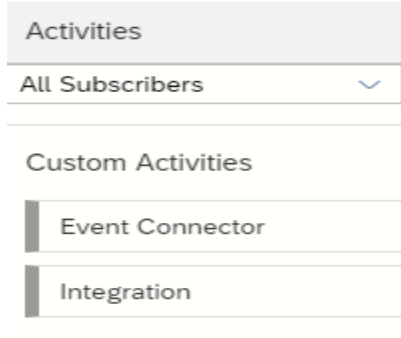 Activities
All Subscribers
Custom Activities
Event Connector
Integration